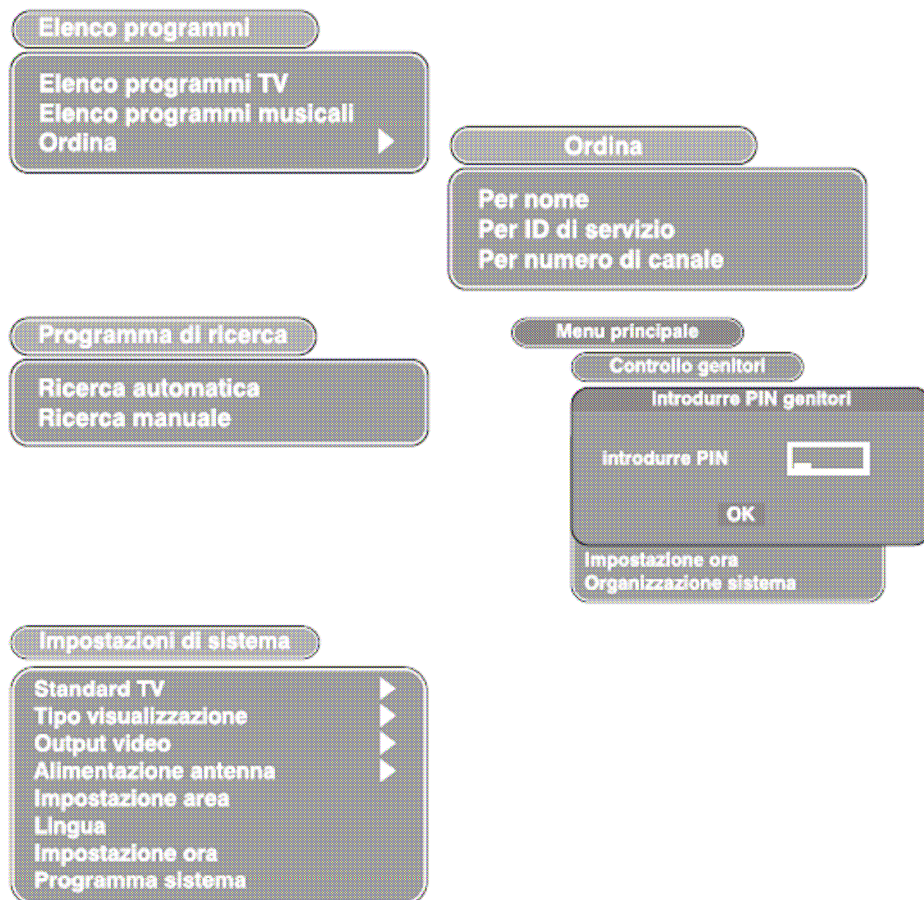 Elenco programmi
Elenco programmi TV
Elenco programmi musicali
Ordina
Ordina
Per nome
Per ID di servizio
Per numero di canale
Programma di ricerca
Ricerca automatica
Ricerca manuale
Menu principale
Controllo genitori
Introdurre PIN genitori
introdurre PIN
OK
Impostazione ora
Organizzazione sistema
Impostazioni di sistema
Standard TV
Tipo visualizzazione
Output video
Alimentazione antenna
Impostazione area
Lingua
Impostazione ora
Programma sistema